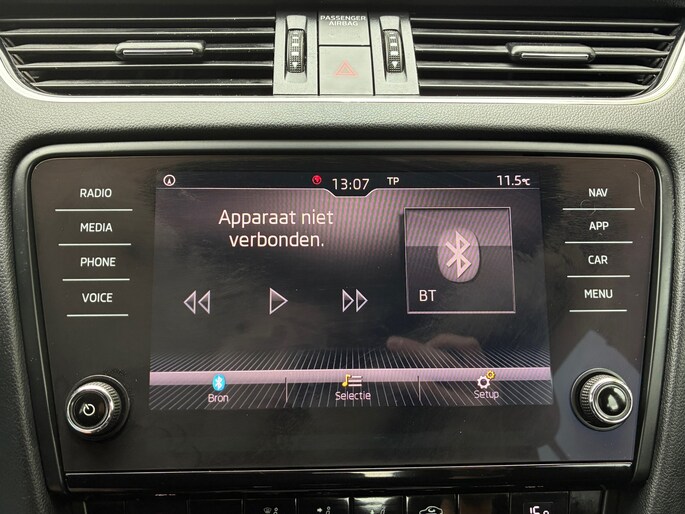 PASSENGER
AIRBAG
13:07 TP 11.5°C
RADIO
MEDIA
PHONE
VOICE
Apparaat niet
verbonden.
BT
Bron Selectie Setup
NAV
APP
CAR
MENU